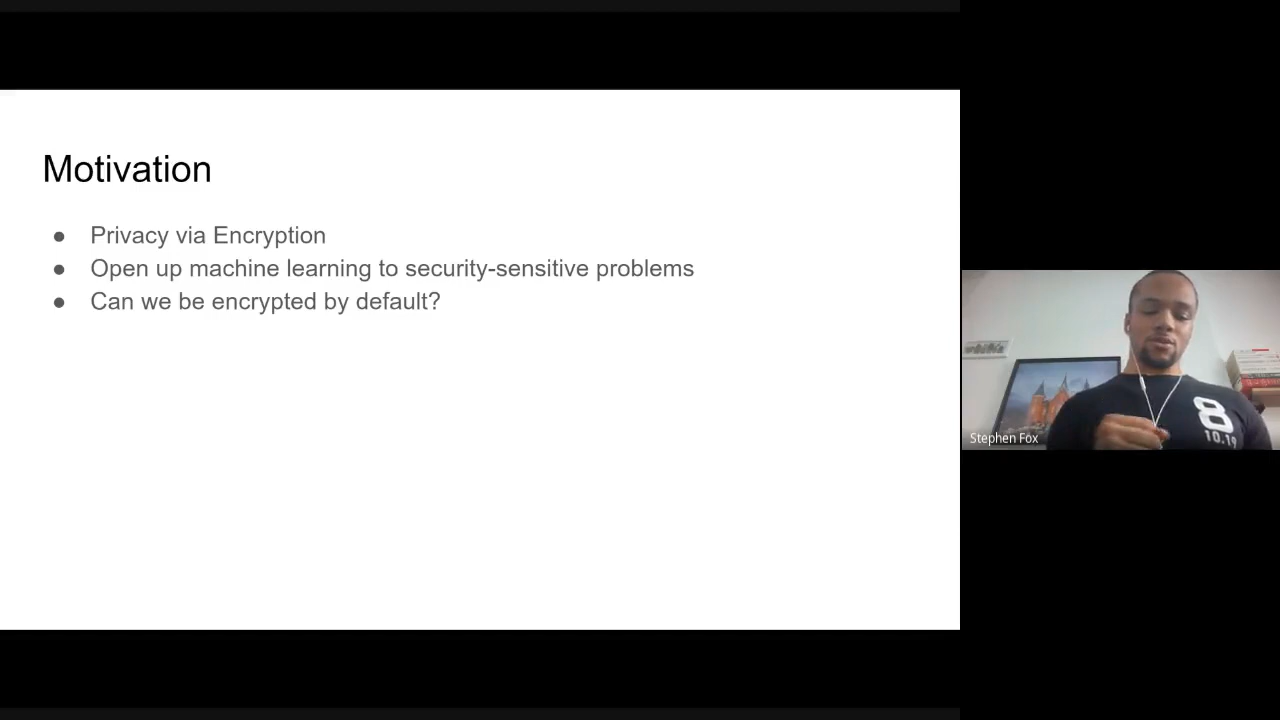 Motivation
● Privacy via Encryption
● Open up machine learning to security-sensitive problems
● Can we be encrypted by default?
Stephen Fox
8
10.19